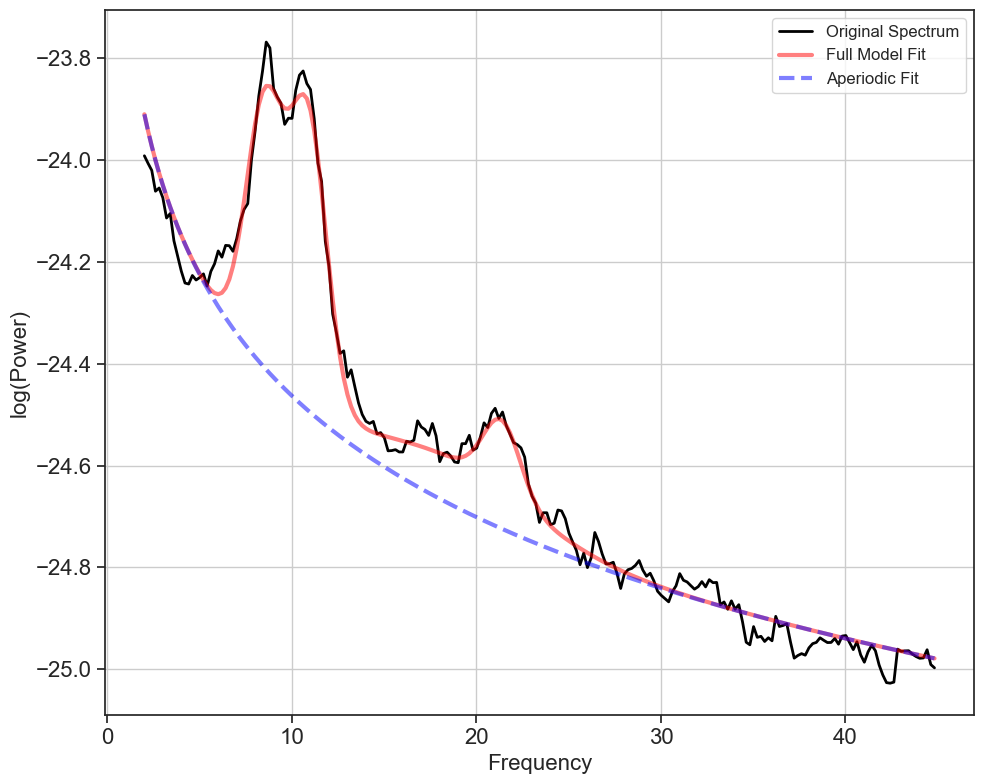 Original Spectrum
Full Model Fit
Aperiodic Fit
log(Power)
−23.8
−24.0
−24.2
−24.4
−24.6
−24.8
−25.0
0 10 20 30 40
Frequency